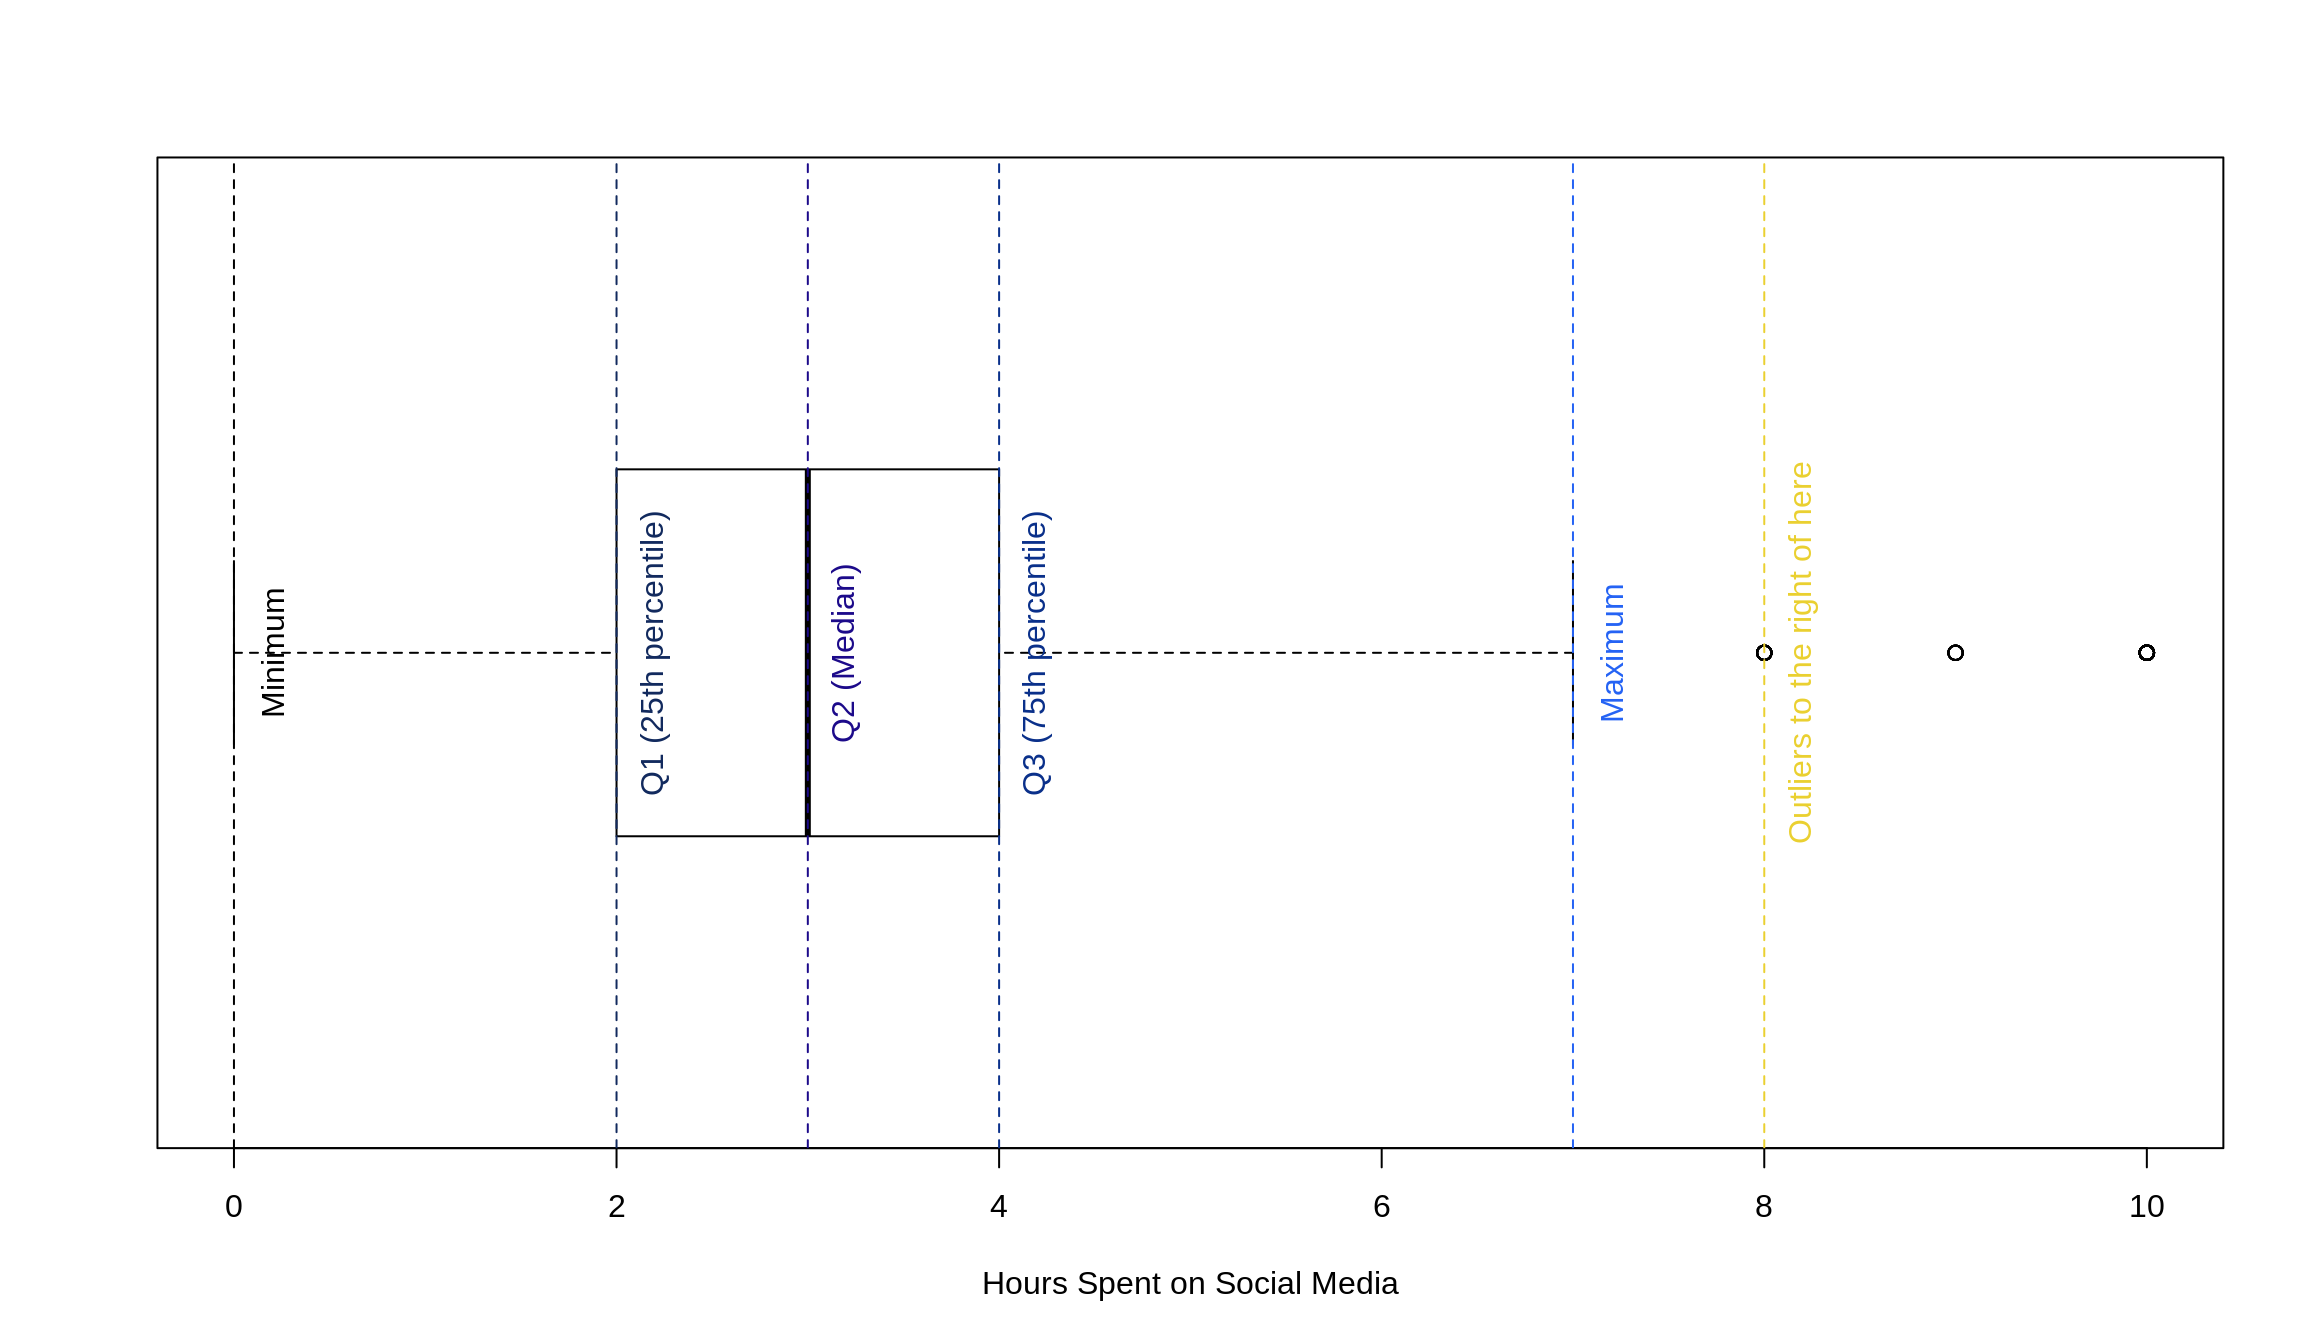 Minimum
Q1 (25th percentile)
Q2 (Median)
Q3 (75th percentile)
Maximum
Outliers to the right of here
0 2 4 6 8 10
Hours Spent on Social Media